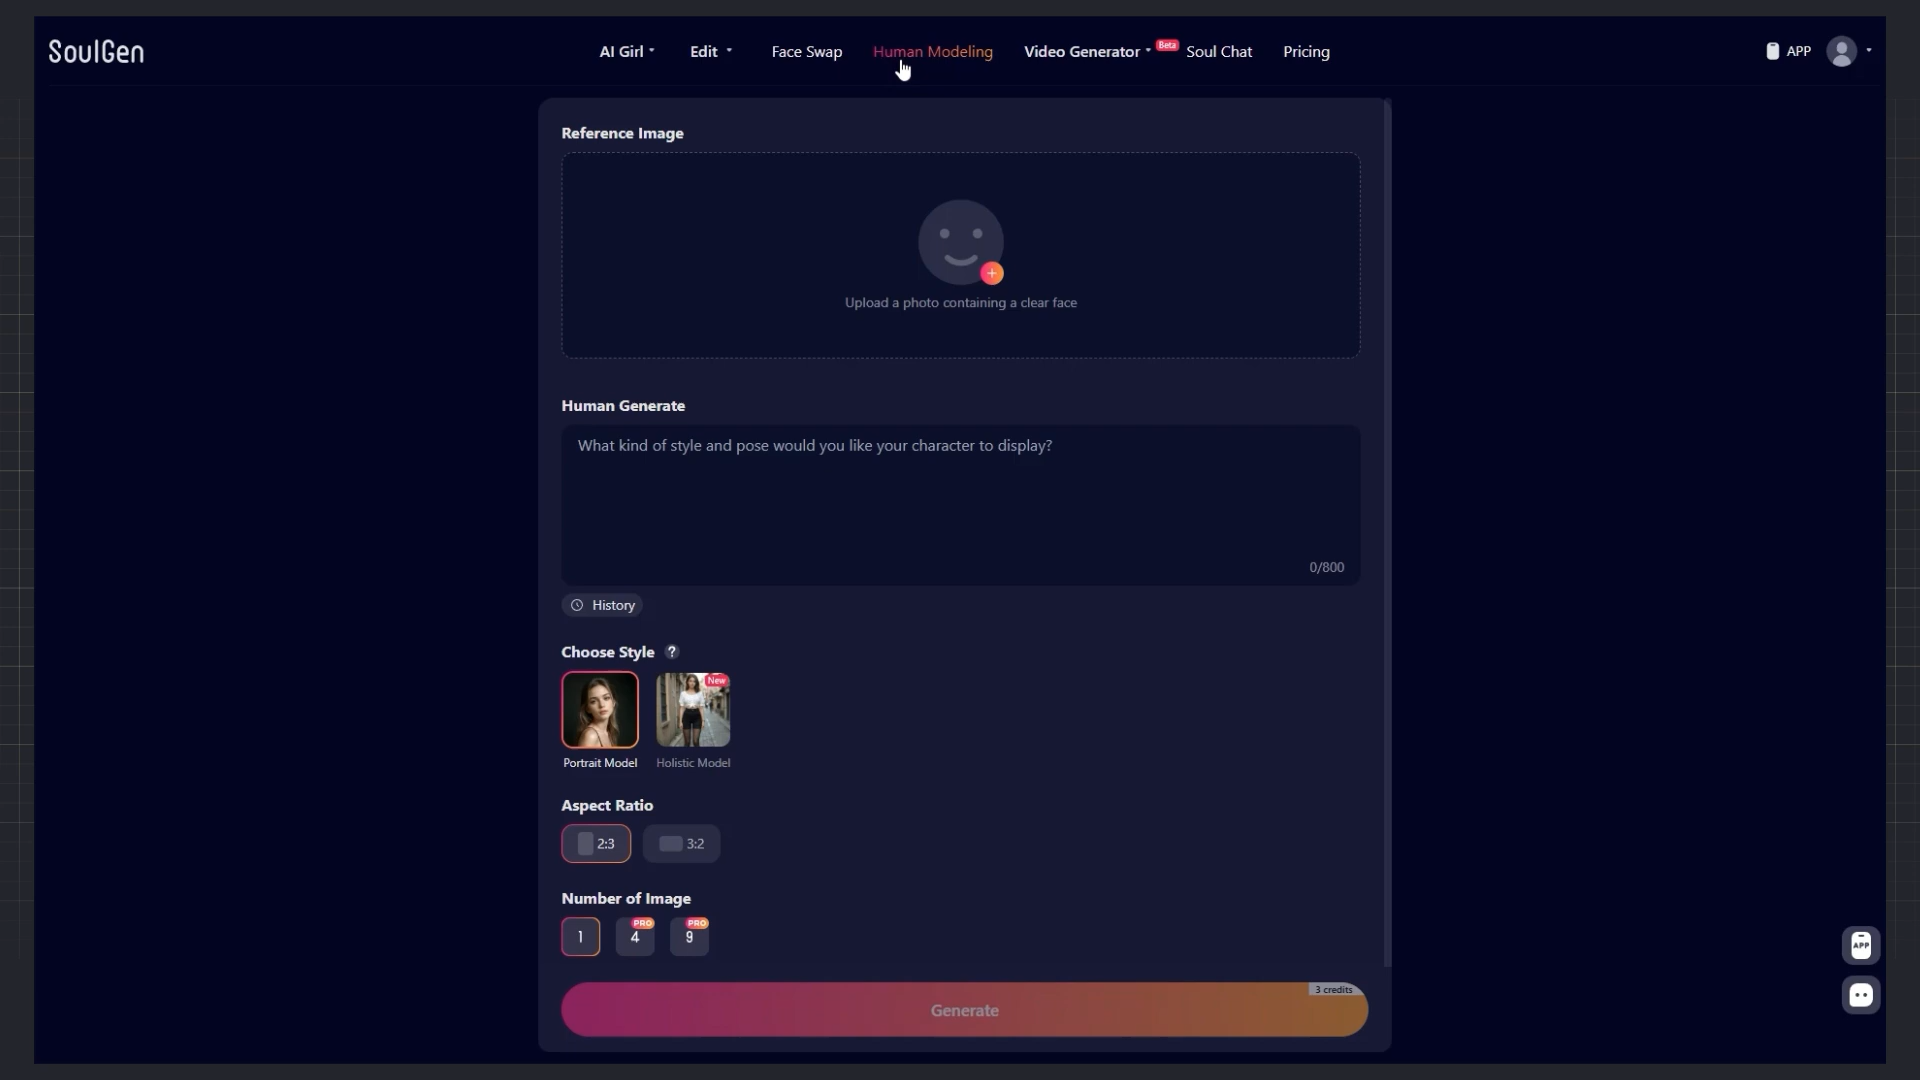 SoulGen
AI Girl
Edit
Face Swap
Human Modeling
Video Generator
Beta
Soul Chat
Pricing
APP
Reference Image
Upload a photo containing a clear face
Human Generate
What kind of style and pose would you like your character to display?
0/800
History
Choose Style ?
New
Portrait Model
Holistic Model
Aspect Ratio
2:3
3:2
Number of Image
1
PRO
4
PRO
9
APP
3 credits
Generate